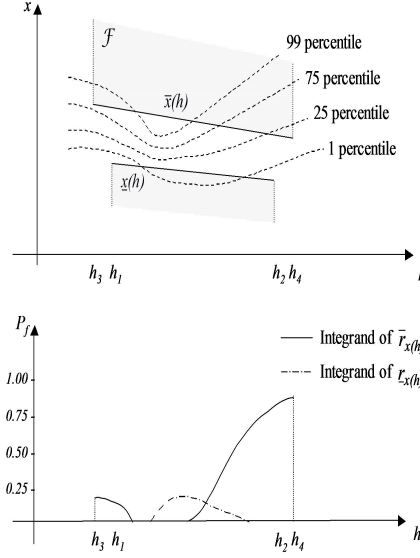 x
ℱ
99 percentile
x̄(h)
75 percentile
25 percentile
1 percentile
x̲(h)
h₃ h₁ h₂ h₄
P_f
Integrand of r̄_x(h)
Integrand of r̲_x(h)
1.00
0.75
0.50
0.25
h₃ h₁ h₂ h₄ h